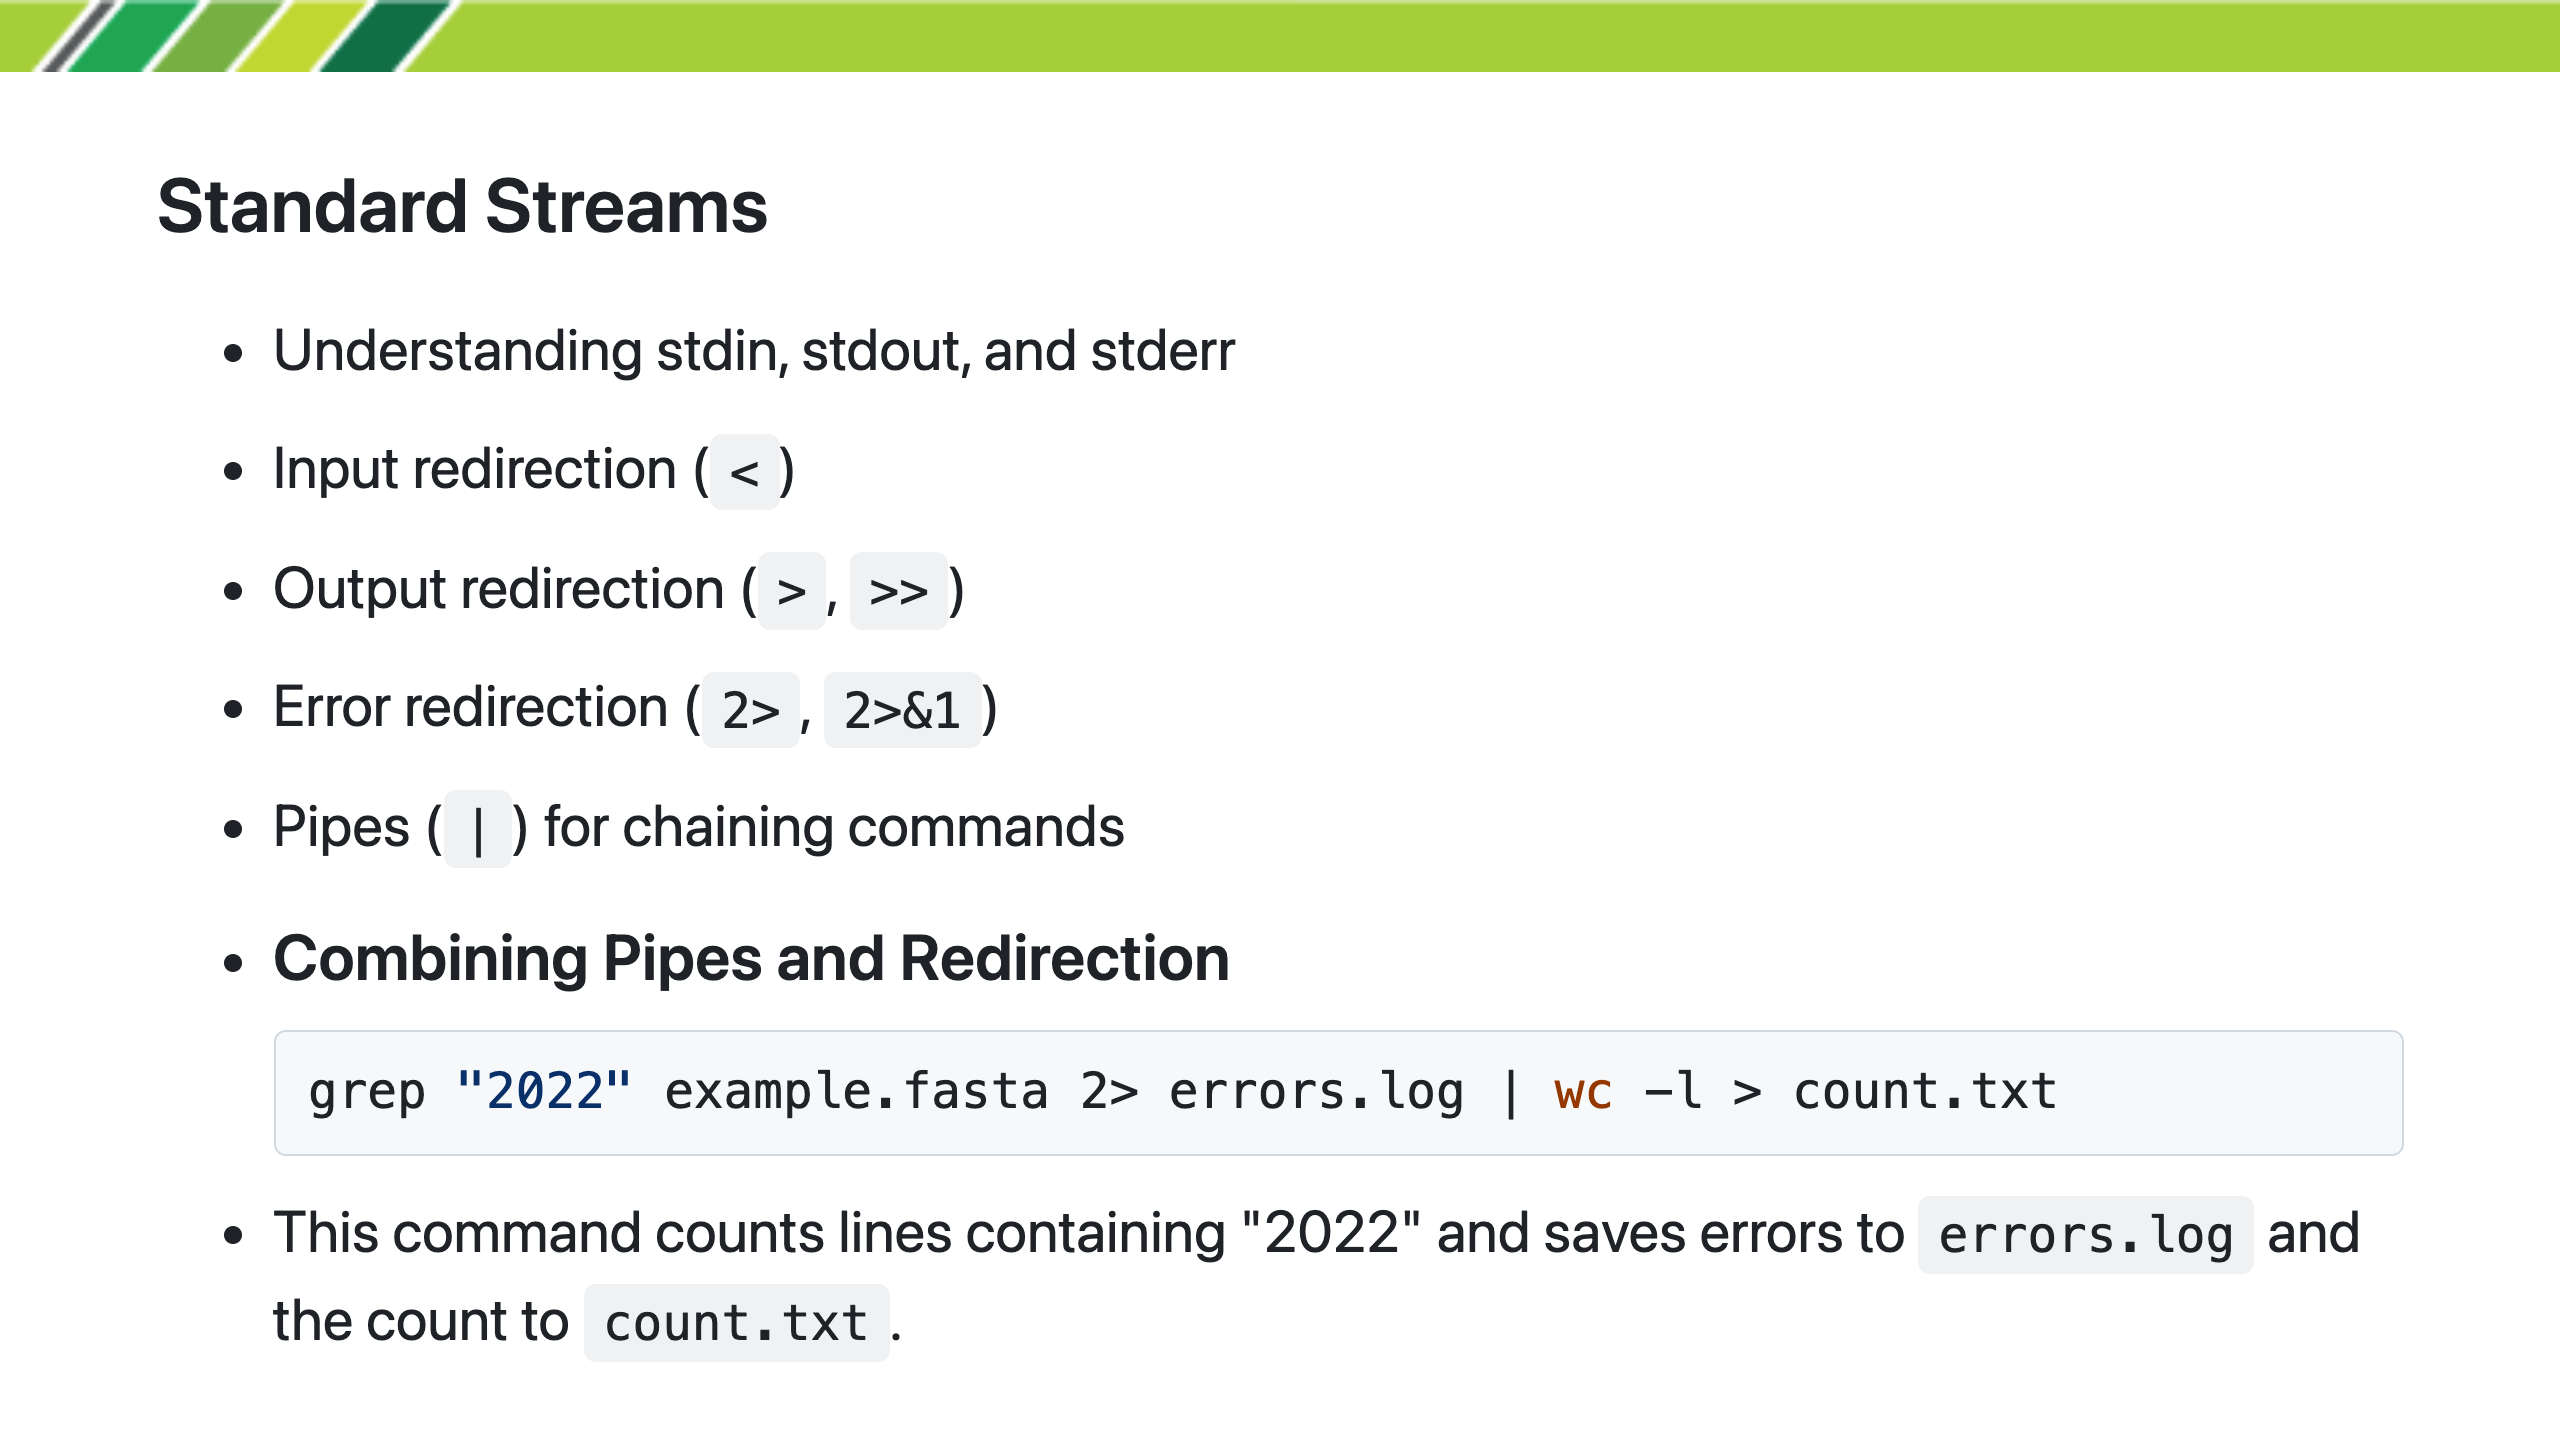 Standard Streams
• Understanding stdin, stdout, and stderr
• Input redirection ( < )
• Output redirection ( > , >> )
• Error redirection ( 2> , 2>&1 )
• Pipes ( | ) for chaining commands
• Combining Pipes and Redirection
grep "2022" example.fasta 2> errors.log | wc -l > count.txt
• This command counts lines containing "2022" and saves errors to errors.log and
the count to count.txt .